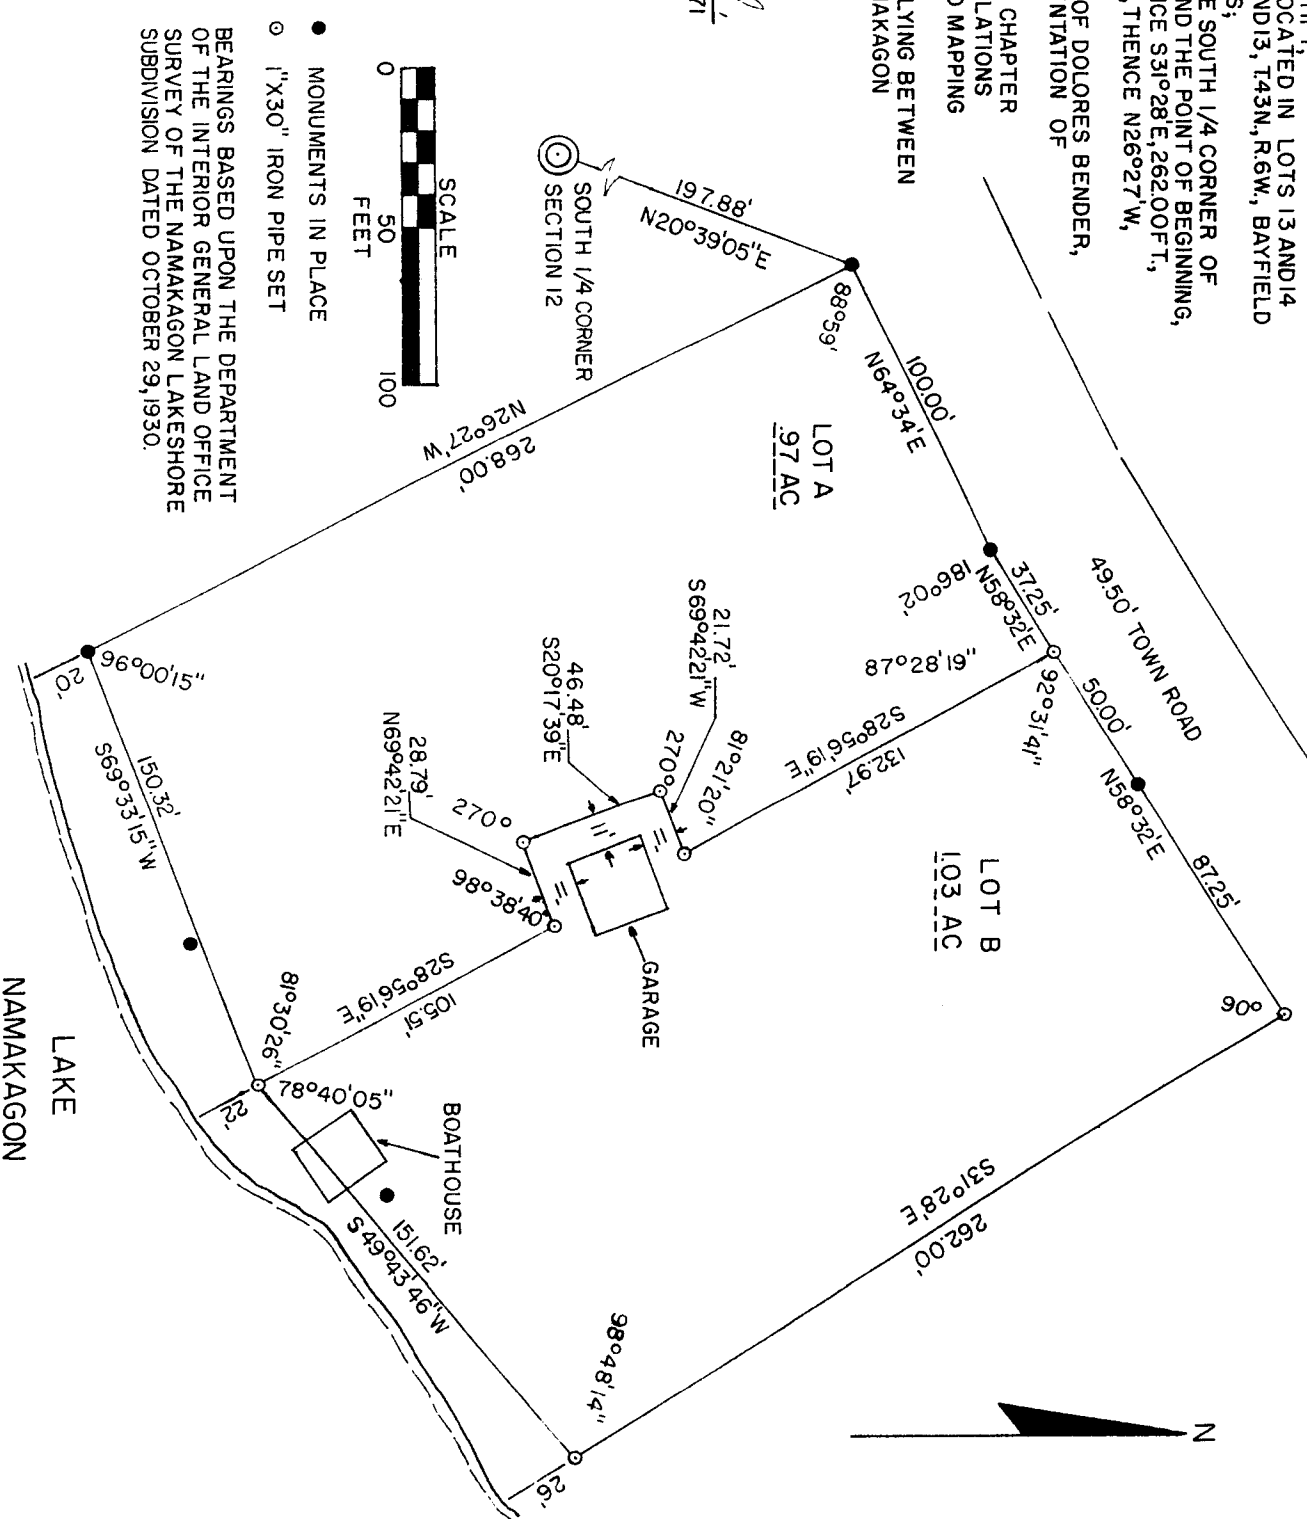 OCATED IN LOTS 13 AND 14
ND 13, T.43N., R.6W., BAYFIELD
S;
E SOUTH 1/4 CORNER OF
ND THE POINT OF BEGINNING,
NCE S31°28'E, 262.00FT.,
, THENCE N26°27'W,
OF DOLORES BENDER,
NTATION OF
CHAPTER
LATIONS
D MAPPING
LYING BETWEEN
MAKAGON
71
197.88'
N20°39'05"E
SOUTH 1/4 CORNER
SECTION 12
SCALE
0 50 100
FEET
MONUMENTS IN PLACE
1"X30" IRON PIPE SET
BEARINGS BASED UPON THE DEPARTMENT
OF THE INTERIOR GENERAL LAND OFFICE
SURVEY OF THE NAMAKAGON LAKESHORE
SUBDIVISION DATED OCTOBER 29, 1930.
49.50' TOWN ROAD
88°59'
100.00'
N64°34'E
186°02'
37.25'
N58°32'E
50.00'
N58°32'E
87.25'
90°
87°28'19"
92°31'41"
LOT A
.97 AC
LOT B
1.03 AC
N26°27'W
268.00'
S28°56'19"E
132.97'
81°21'20"
21.72'
S69°42'21"W
270°
46.48'
S20°17'39"E
270°
28.79'
N69°42'21"E
98°38'40"
11'
11'
11'
GARAGE
S28°56'19"E
105.51'
S31°28'E
262.00'
96°00'15"
20'
150.32'
S69°33'15"W
81°30'26"
22'
78°40'05"
BOATHOUSE
151.62'
S49°43'46"W
98°48'14"
26'
LAKE
NAMAKAGON
N